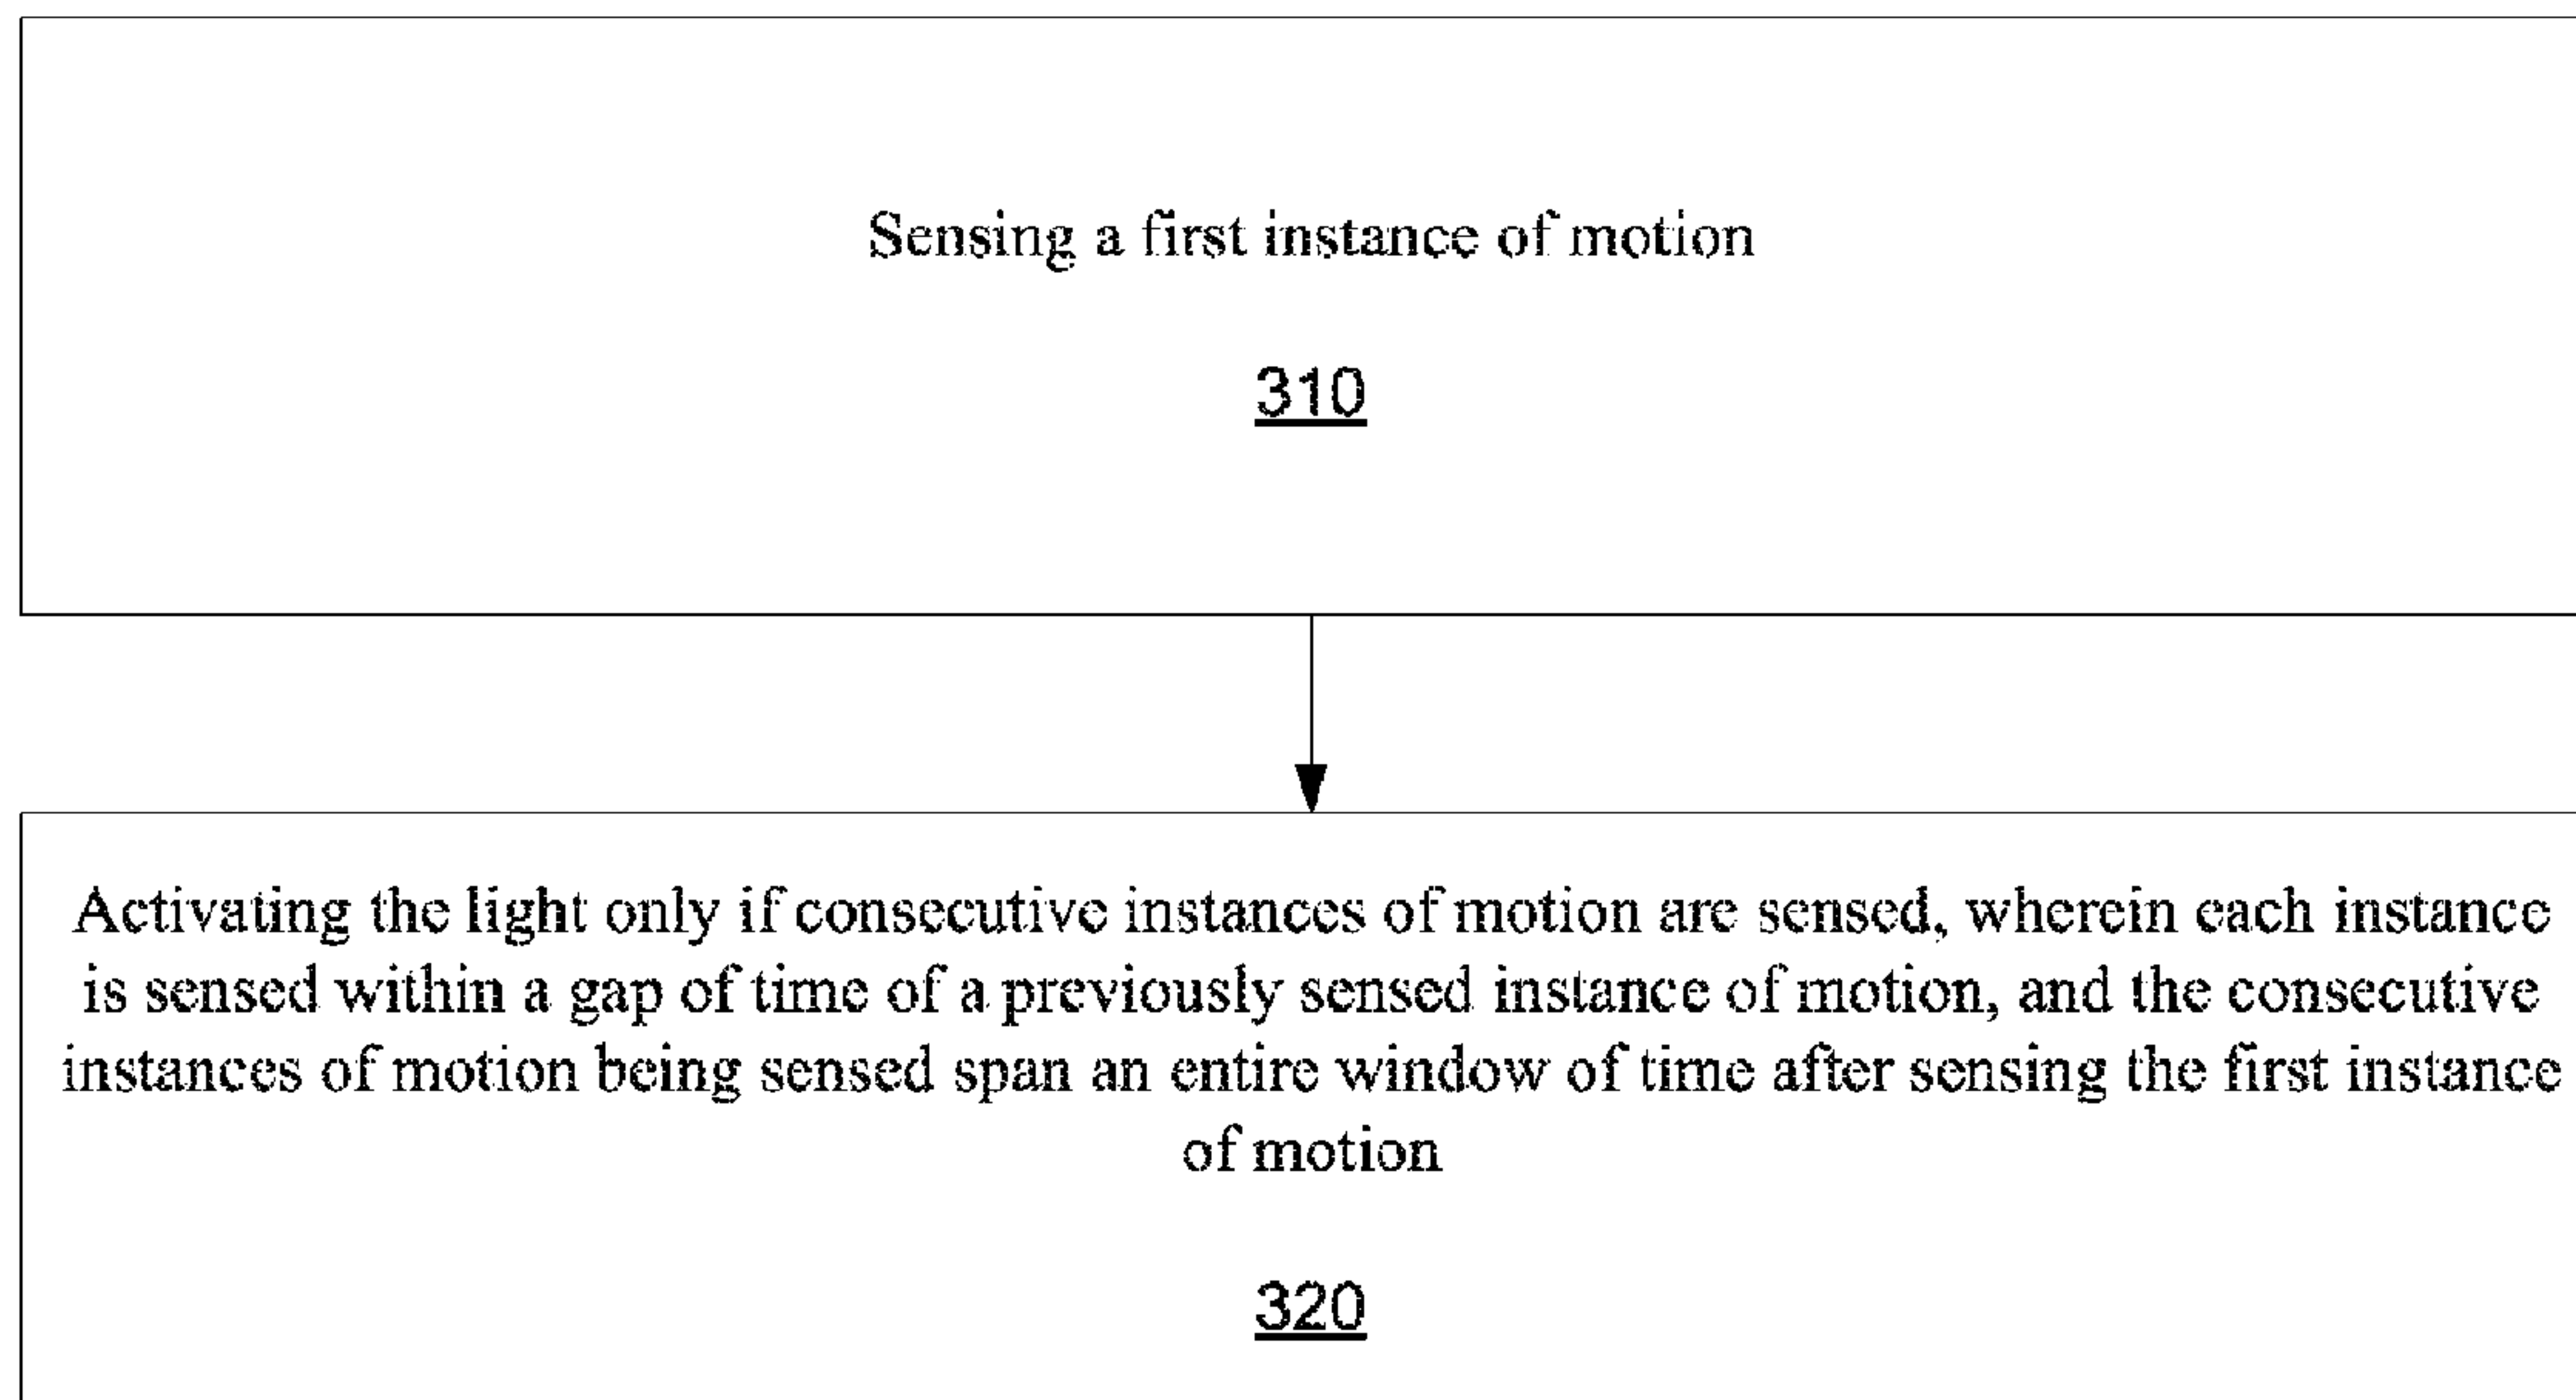 Sensing a first instance of motion
310
Activating the light only if consecutive instances of motion are sensed, wherein each instance
is sensed within a gap of time of a previously sensed instance of motion, and the consecutive
instances of motion being sensed span an entire window of time after sensing the first instance
of motion
320